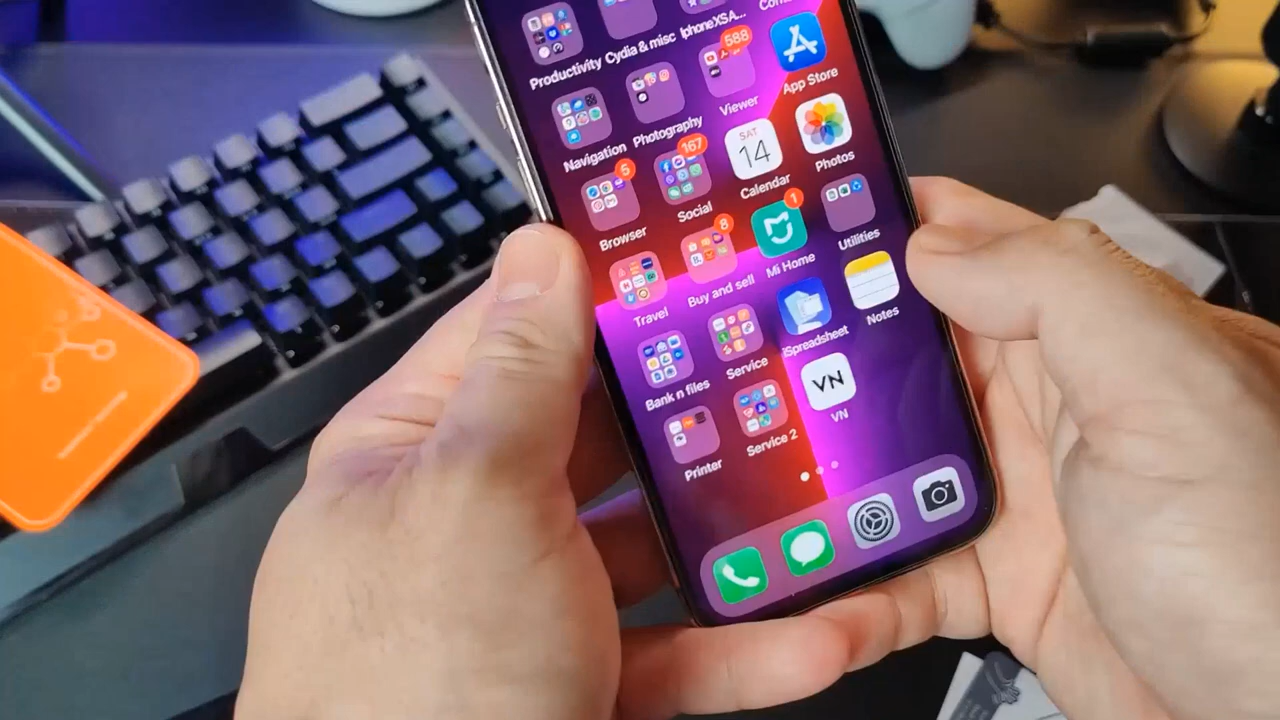 Productivity
Cydia & misc
IphoneXSA...
588
App Store
Navigation
Photography
Viewer
SAT
14
Calendar
Photos
5
Browser
167
Social
1
Mi Home
Utilities
Travel
8
Buy and sell
iSpreadsheet
Notes
Bank n files
Service
VN
VN
Printer
Service 2